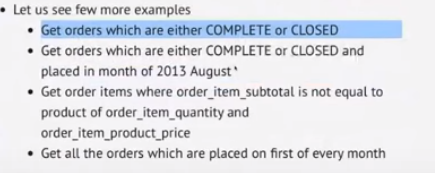 Let us see few more examples
Get orders which are either COMPLETE or CLOSED
Get orders which are either COMPLETE or CLOSED and
placed in month of 2013 August
Get order items where order_item_subtotal is not equal to
product of order_item_quantity and
order_item_product_price
Get all the orders which are placed on first of every month